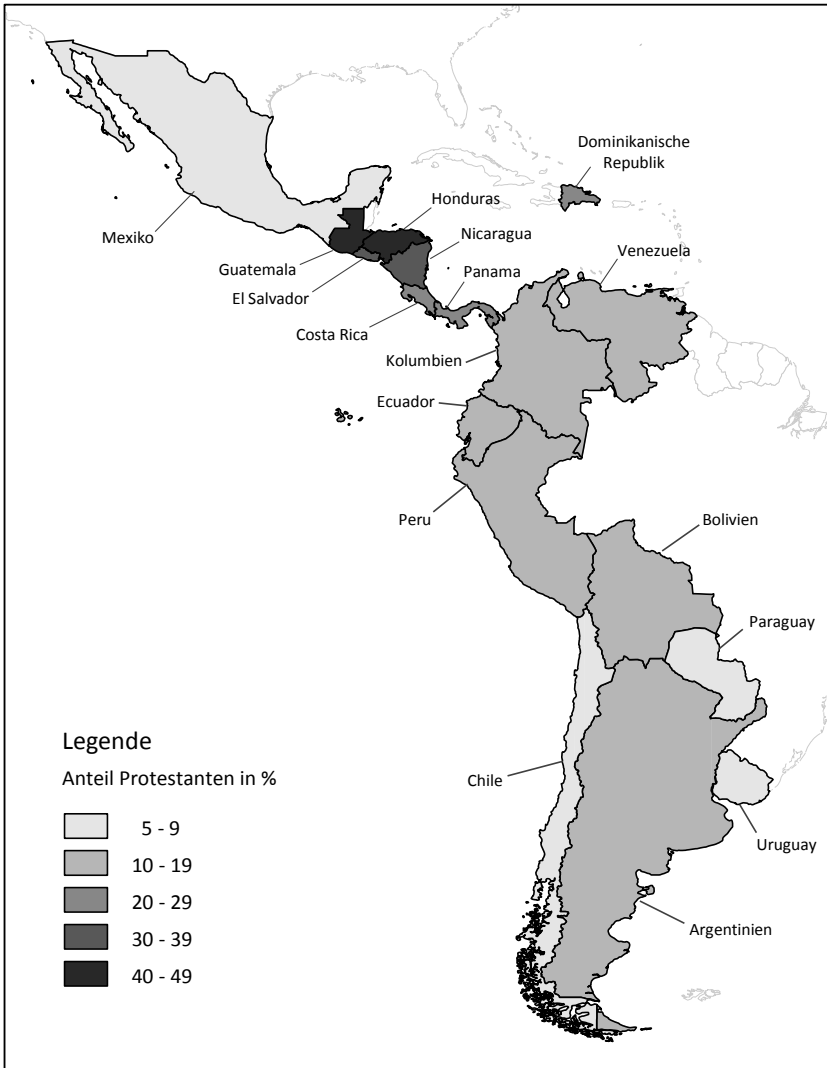 Dominikanische
Republik
Honduras
Mexiko
Nicaragua
Guatemala
Venezuela
El Salvador
Panama
Costa Rica
Kolumbien
Ecuador
Peru
Bolivien
Paraguay
Legende
Anteil Protestanten in %
Chile
5 - 9
Uruguay
10 - 19
20 - 29
Argentinien
30 - 39
40 - 49